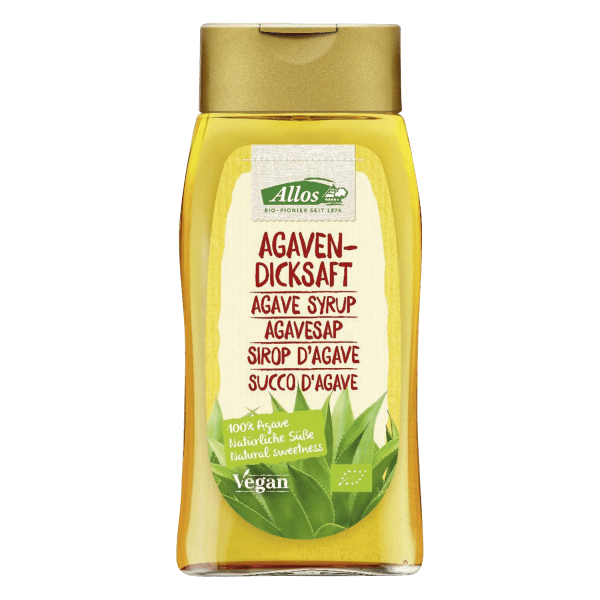 Allos
BIO-PIONIER SEIT 1974
AGAVEN-
DICKSAFT
AGAVE SYRUP
AGAVESAP
SIROP D'AGAVE
SUCCO D'AGAVE
100% Agave
Natürliche Süße
Natural sweetness
Vegan